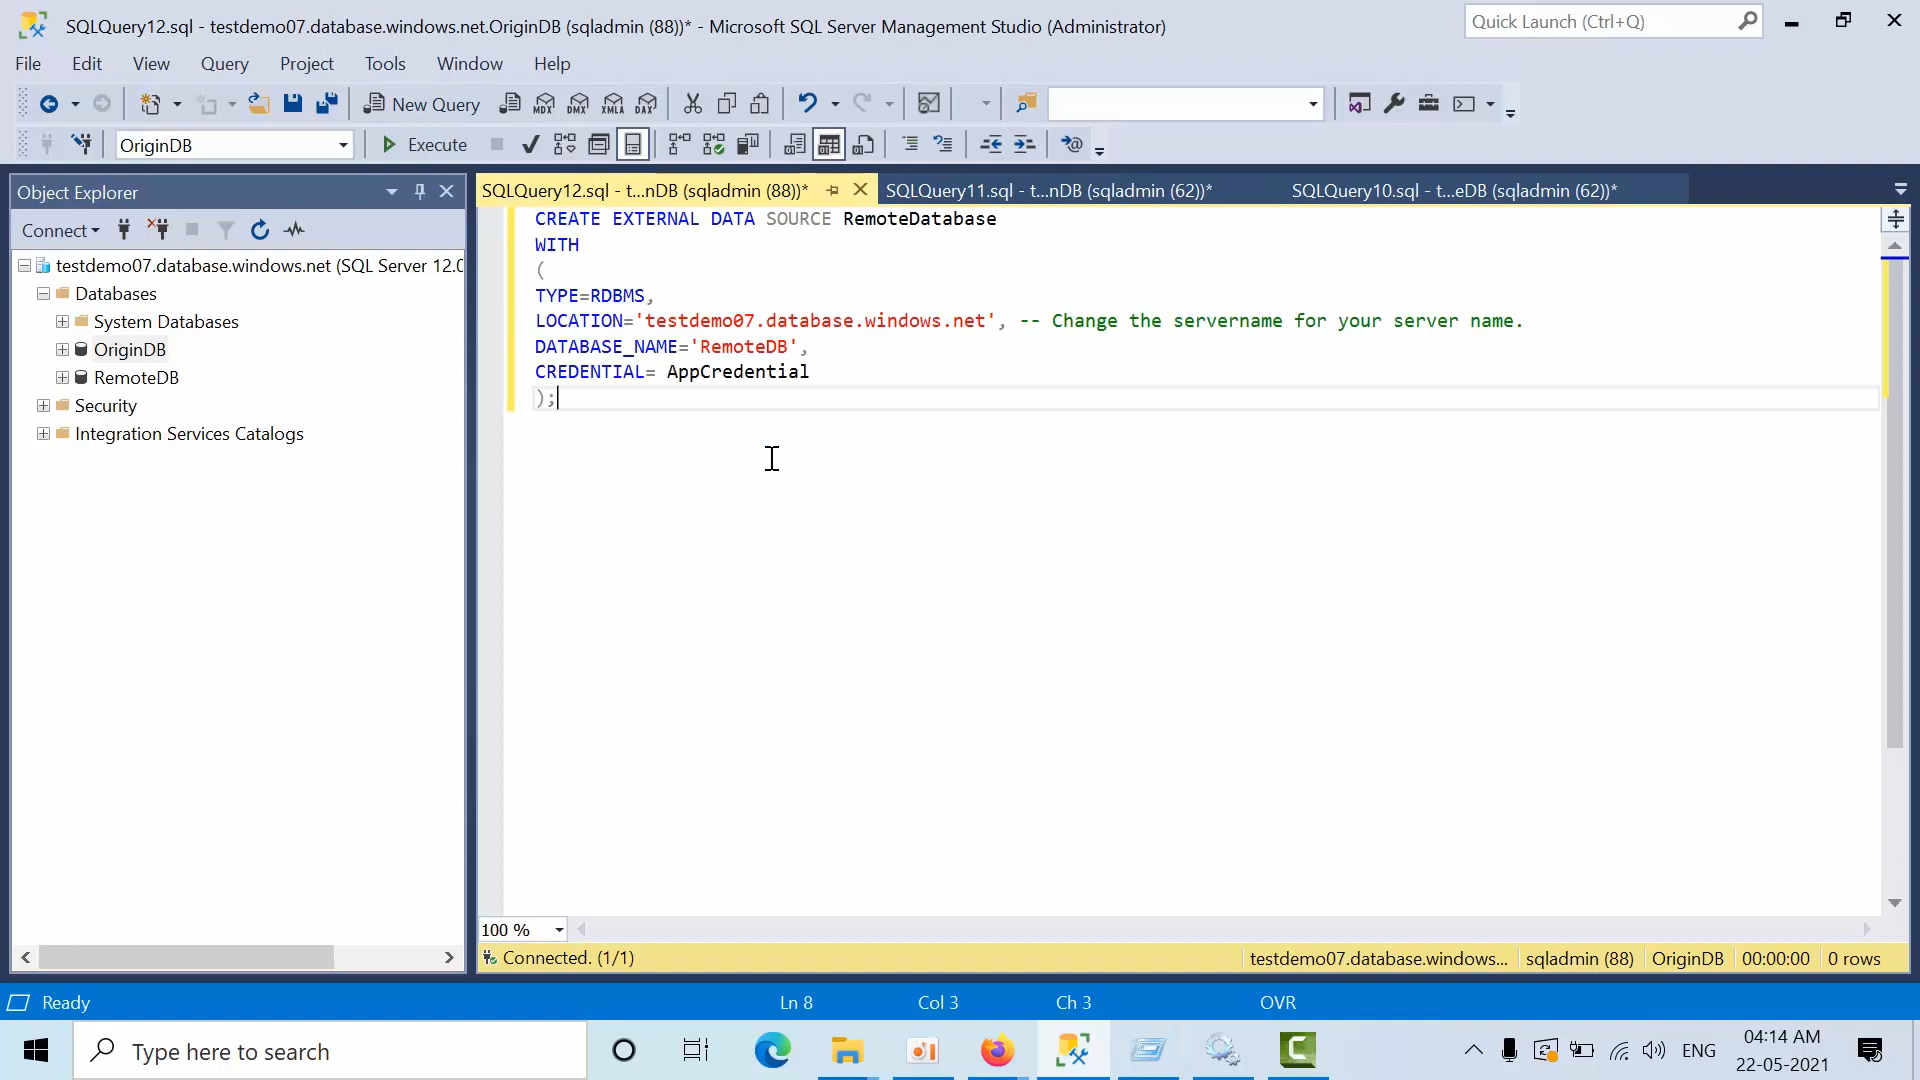 SQLQuery12.sql - testdemo07.database.windows.net.OriginDB (sqladmin (88))* - Microsoft SQL Server Management Studio (Administrator)
Quick Launch (Ctrl+Q)
File Edit View Query Project Tools Window Help
New Query
MDX DMX XMLA DAX
OriginDB
Execute
Object Explorer
SQLQuery12.sql - t...nDB (sqladmin (88))*
SQLQuery11.sql - t...nDB (sqladmin (62))*
SQLQuery10.sql - t...eDB (sqladmin (62))*
Connect
testdemo07.database.windows.net (SQL Server 12.0
Databases
System Databases
OriginDB
RemoteDB
Security
Integration Services Catalogs
CREATE EXTERNAL DATA SOURCE RemoteDatabase
WITH
(
TYPE=RDBMS,
LOCATION='testdemo07.database.windows.net', -- Change the servername for your server name.
DATABASE_NAME='RemoteDB',
CREDENTIAL= AppCredential
);
100 %
Connected. (1/1)
testdemo07.database.windows...
sqladmin (88)
OriginDB
00:00:00
0 rows
Ready
Ln 8
Col 3
Ch 3
OVR
Type here to search
ENG
04:14 AM
22-05-2021